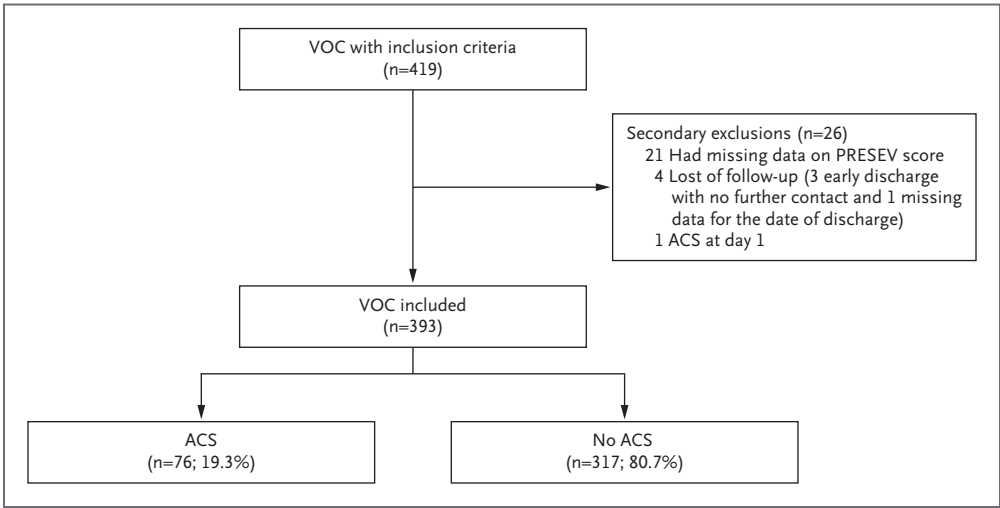 VOC with inclusion criteria
(n=419)
Secondary exclusions (n=26)
21 Had missing data on PRESEV score
4 Lost of follow-up (3 early discharge
with no further contact and 1 missing
data for the date of discharge)
1 ACS at day 1
VOC included
(n=393)
ACS
(n=76; 19.3%)
No ACS
(n=317; 80.7%)